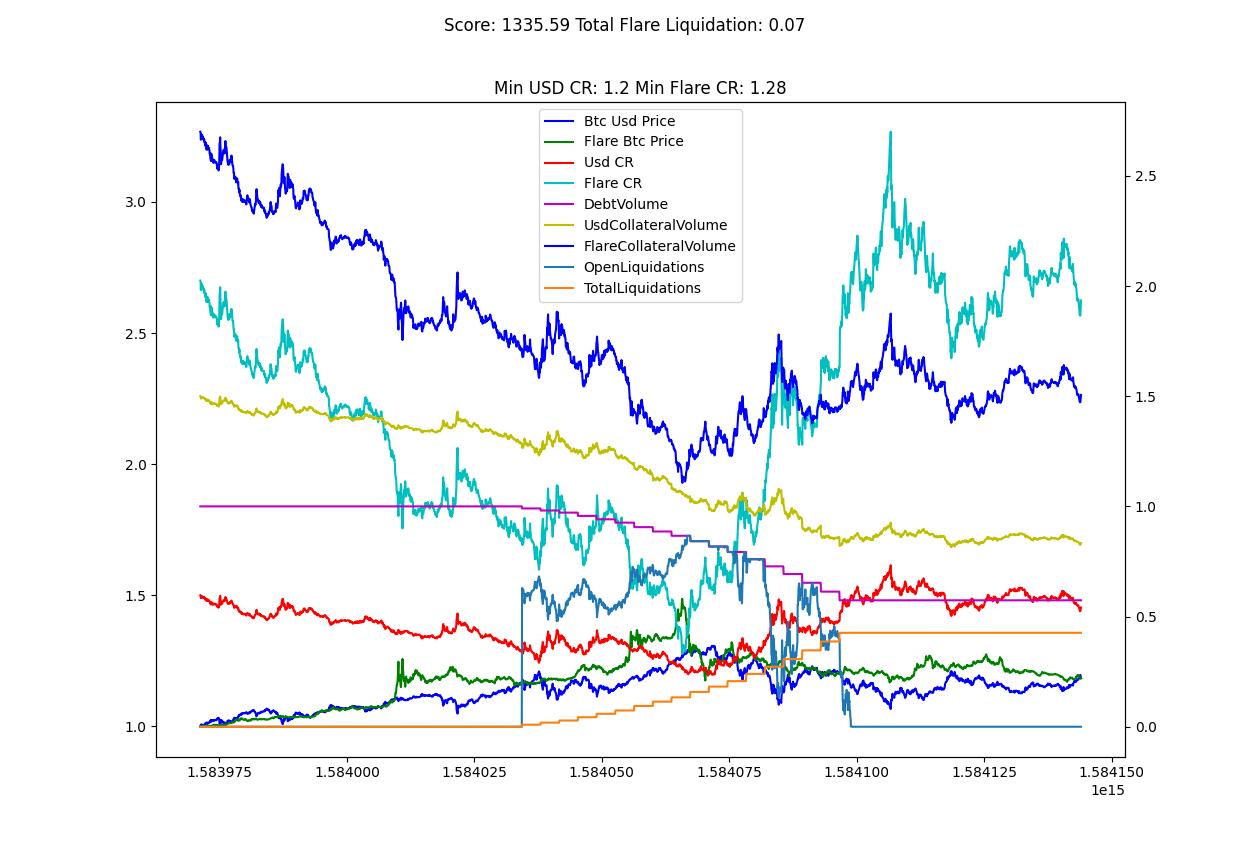 Score: 1335.59 Total Flare Liquidation: 0.07
Min USD CR: 1.2 Min Flare CR: 1.28
Btc Usd Price
Flare Btc Price
Usd CR
Flare CR
DebtVolume
UsdCollateralVolume
FlareCollateralVolume
OpenLiquidations
TotalLiquidations
3.0
2.5
2.0
1.5
1.0
2.5
2.0
1.5
1.0
0.5
0.0
1.583975 1.584000 1.584025 1.584050 1.584075 1.584100 1.584125 1.584150
1e15